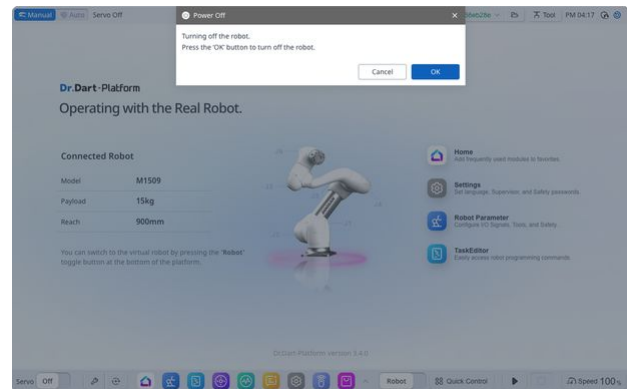 Manual
Auto
Servo Off
Power Off
Tool
PM 04:17
Turning off the robot.
Press the 'OK' button to turn off the robot.
Cancel
OK
Dr.Dart-Platform
Operating with the Real Robot.
Connected Robot
Model
M1509
Payload
15kg
Reach
900mm
You can switch to the virtual robot by pressing the 'Robot'
toggle button at the bottom of the platform.
Home
Add frequently used modules to favorites.
Settings
Set language, Supervisor, and Safety passwords.
Robot Parameter
Configure I/O Signals, Tools, and Safety.
TaskEditor
Easily access robot programming commands.
Dr.Dart-Platform version 3.4.0
Servo
Off
Robot
Quick Control
Speed 100%